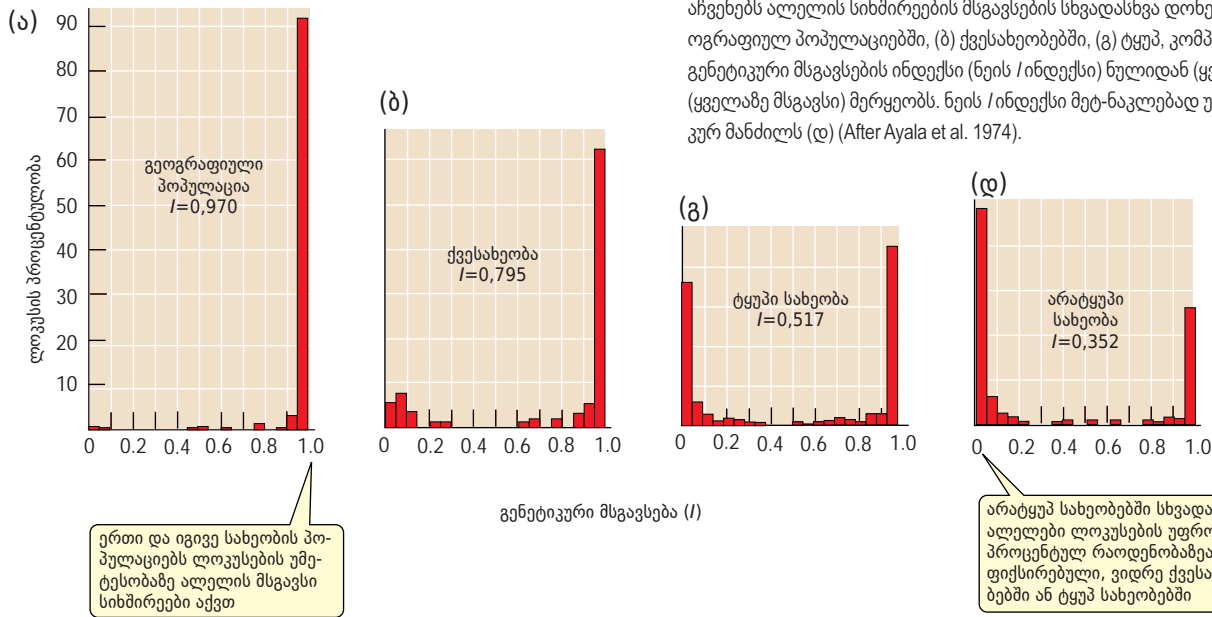 აჩვენებს ალელის სიხშირეების მსგავსების სხვადასხვა დონე
ოგრაფიულ პოპულაციებში, (ბ) ქვესახეობებში, (გ) ტყუპ, კომპ
გენეტიკური მსგავსების ინდექსი (ნეის I ინდექსი) ნულიდან (ყვ
(ყველაზე მსგავსი) მერყეობს. ნეის I ინდექსი მეტ-ნაკლებად უ
კურ მანძილს (დ) (After Ayala et al. 1974).
(ა)
ლოკუსის პროცენტულობა
90
80
70
60
50
40
30
20
10
გეოგრაფიული
პოპულაცია
I=0,970
0 0.2 0.4 0.6 0.8 1.0
(ბ)
ქვესახეობა
I=0,795
0 0.2 0.4 0.6 0.8 1.0
(გ)
ტყუპი სახეობა
I=0,517
0 0.2 0.4 0.6 0.8 1.0
(დ)
არატყუპი
სახეობა
I=0,352
0 0.2 0.4 0.6 0.8 1.0
გენეტიკური მსგავსება (I)
ერთი და იგივე სახეობის პო-
პულაციებს ლოკუსების უმე-
ტესობაზე ალელის მსგავსი
სიხშირეები აქვთ
არატყუპ სახეობებში სხვადა
ალელები ლოკუსების უფრო
პროცენტულ რაოდენობაზეა
ფიქსირებული, ვიდრე ქვესა
ბებში ან ტყუპ სახეობებში